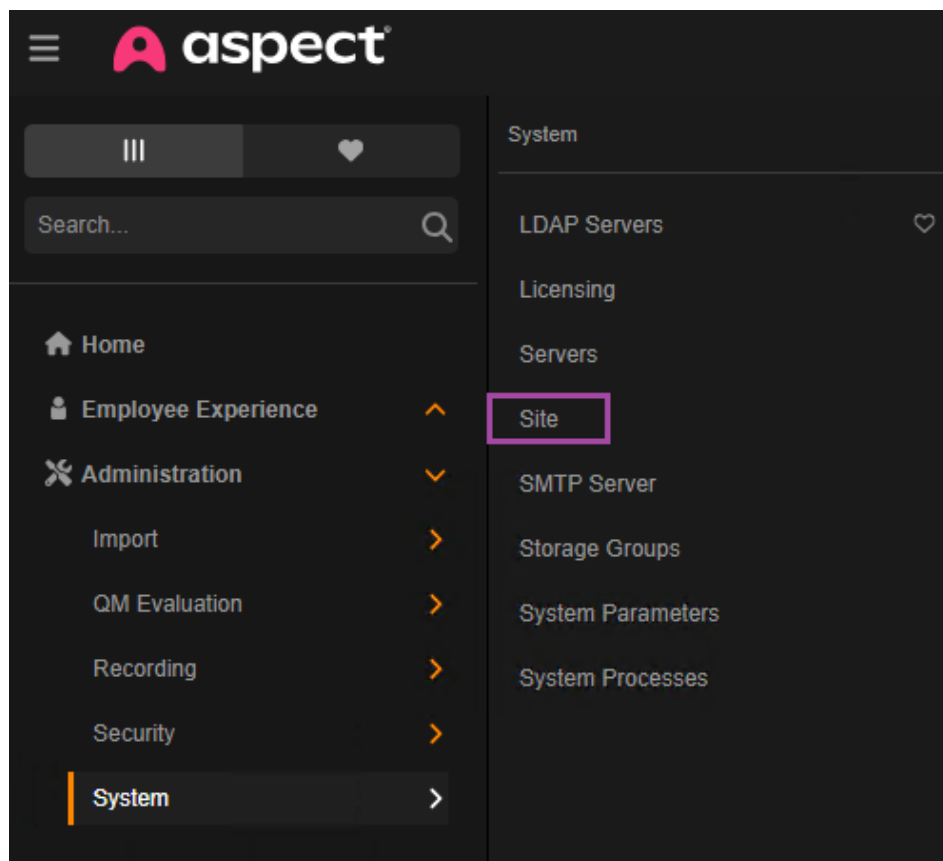 aspect
Search...
Home
Employee Experience
Administration
Import
QM Evaluation
Recording
Security
System
System
LDAP Servers
Licensing
Servers
Site
SMTP Server
Storage Groups
System Parameters
System Processes